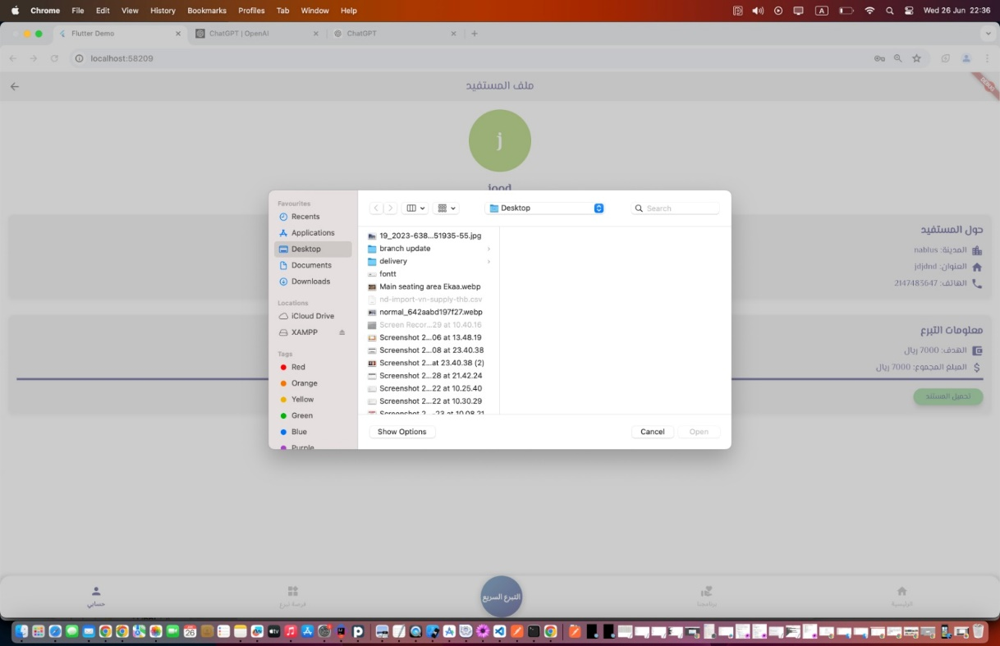 Chrome File Edit View History Bookmarks Profiles Tab Window Help
A
Wed 26 Jun 22:36
Flutter Demo
ChatGPT | OpenAI
ChatGPT
localhost:58209
ملف المستفيد
DEBUG
j
jood
Favourites
Recents
Applications
Desktop
Documents
Downloads
Locations
iCloud Drive
XAMPP
Tags
Red
Orange
Yellow
Green
Blue
Purple
Desktop
Search
19_2023-638...51935-55.jpg
branch update
delivery
fontt
Main seating area Ekaa.webp
nd-import-vn-supply-thb.csv
normal_642aabd197f27.webp
Screen Recor...29 at 10.40.16
Screenshot 2...06 at 13.48.19
Screenshot 2...08 at 23.40.38
Screenshot 2...at 23.40.38 (2)
Screenshot 2...28 at 21.42.24
Screenshot 2...22 at 10.25.40
Screenshot 2...22 at 10.30.29
Screenshot 2...-23 at 10.08.21
Show Options
Cancel
Open
حول المستفيد
المدينة: nablus
العنوان: jdjdnd
الهاتف: 2147483647
معلومات التبرع
الهدف: 7000 ريال
المبلغ المجموع: 7000 ريال
تحميل المستند
حسابي
فرصة تبرع
التبرع السريع
برنامجنا
الرئيسية
26